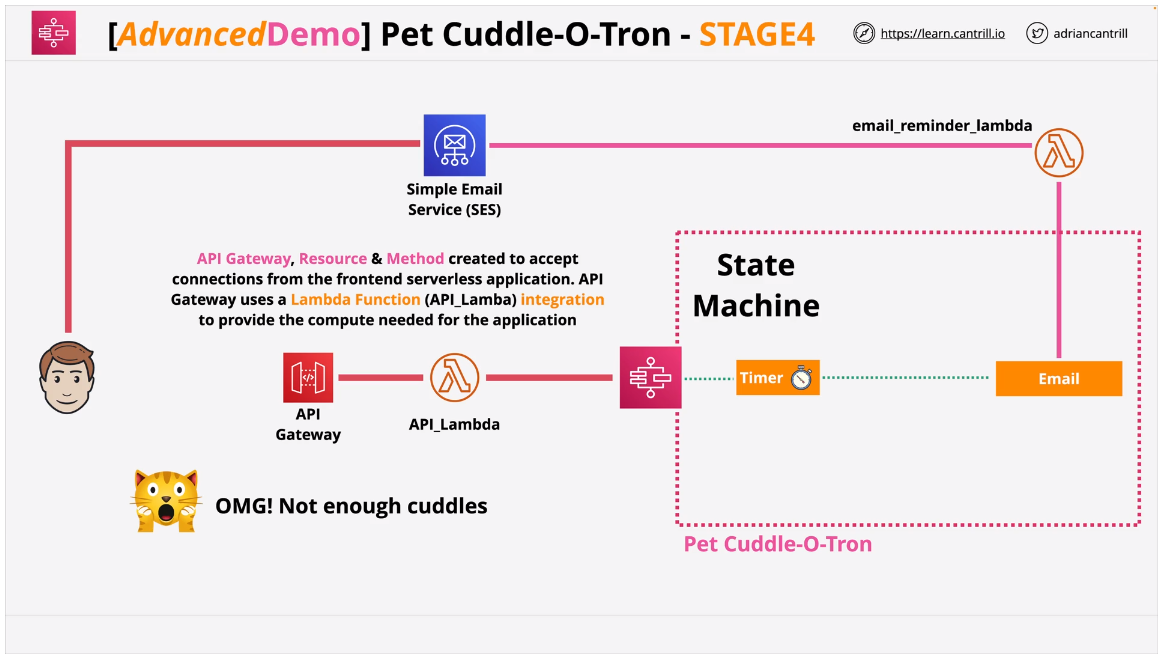 [AdvancedDemo] Pet Cuddle-O-Tron - STAGE4
https://learn.cantrill.io
adriancantrill
email_reminder_lambda
Simple Email
Service (SES)
API Gateway, Resource & Method created to accept
connections from the frontend serverless application. API
Gateway uses a Lambda Function (API_Lamba) integration
to provide the compute needed for the application
State
Machine
Timer
Email
API
Gateway
API_Lambda
OMG! Not enough cuddles
Pet Cuddle-O-Tron